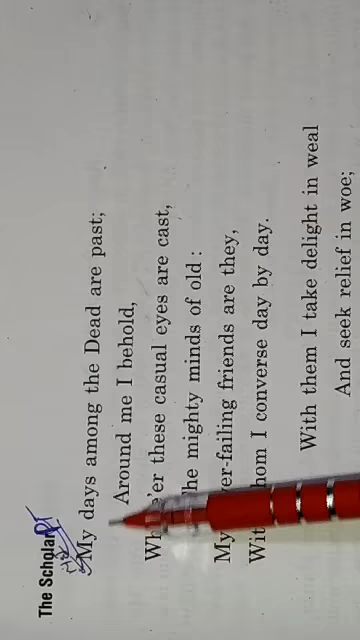 The Scholar
My days among the Dead are past;
Around me I behold,
Wh 'er these casual eyes are cast,
he mighty minds of old :
My er-failing friends are they,
Wit hom I converse day by day.
With them I take delight in weal
And seek relief in woe;